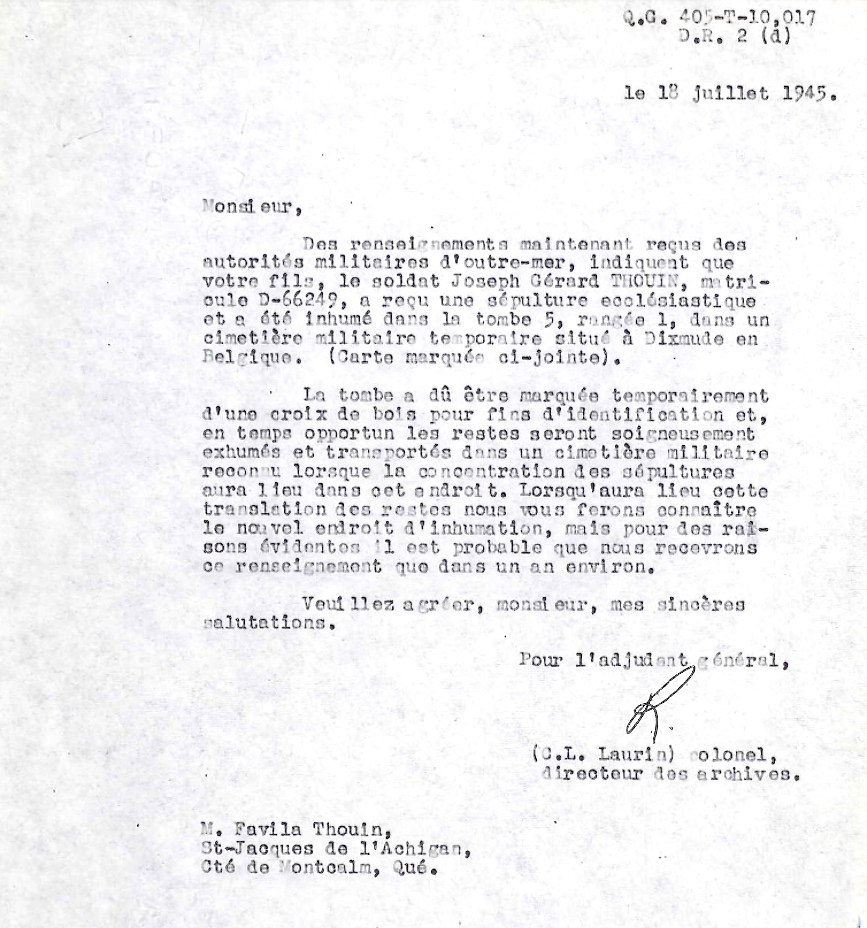 Q.G. 405-T-10,017
D.R. 2 (d)
le 18 juillet 1945.
Monsieur,
Des renseignements maintenant reçus des
autorités militaires d'outre-mer, indiquent que
votre fils, le soldat Joseph Gérard THOUIN, matri-
cule D-66249, a reçu une sépulture ecclésiastique
et a été inhumé dans la tombe 5, rangée 1, dans un
cimetière militaire temporaire situé à Dixmude en
Belgique. (Carte marquée ci-jointe).
La tombe a dû être marquée temporairement
d'une croix de bois pour fins d'identification et,
en temps opportun les restes seront soigneusement
exhumés et transportés dans un cimetière militaire
reconnu lorsque la concentration des sépultures
aura lieu dans cet endroit. Lorsqu'aura lieu cette
translation des restes nous vous ferons connaître
le nouvel endroit d'inhumation, mais pour des rai-
sons évidentes il est probable que nous recevrons
ce renseignement que dans un an environ.
Veuillez agréer, monsieur, mes sincères
salutations.
Pour l'adjudant général,
R.
(C.L. Laurin) colonel,
directeur des archives.
M. Favila Thouin,
St-Jacques de l'Achigan,
Cté de Montcalm, Qué.